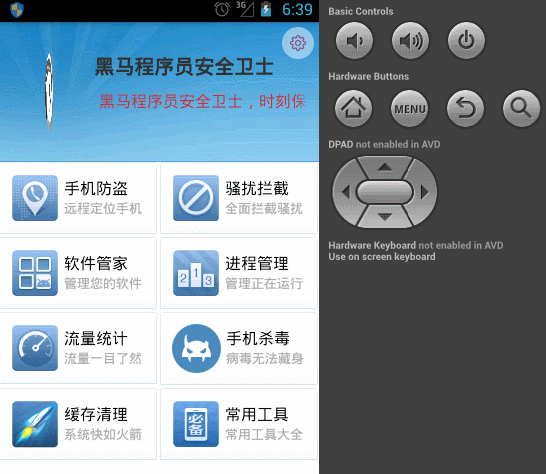 3G
6:39
黑马程序员安全卫士
黑马程序员安全卫士，时刻保
手机防盗
远程定位手机
骚扰拦截
全面拦截骚扰
软件管家
管理您的软件
进程管理
管理正在运行
流量统计
流量一目了然
手机杀毒
病毒无法藏身
缓存清理
系统快如火箭
必备
常用工具
常用工具大全
Basic Controls
Hardware Buttons
MENU
DPAD not enabled in AVD
Hardware Keyboard not enabled in AVD
Use on screen keyboard